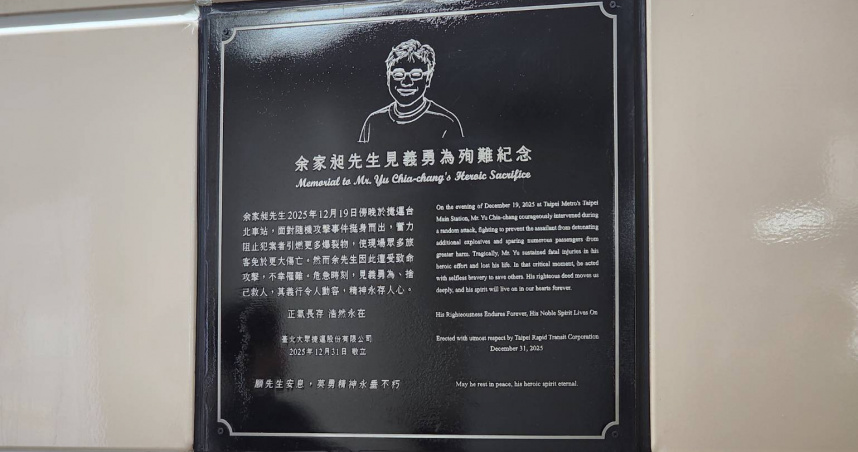 余家昶先生見義勇為殉難紀念
Memorial to Mr. Yu Chia-chang's Heroic Sacrifice
余家昶先生2025年12月19日傍晚於捷運台
北車站，面對隨機攻擊事件挺身而出，奮力
阻止犯案者引燃更多爆裂物，使現場眾多旅
客免於更大傷亡。然而余先生因此遭受致命
攻擊，不幸罹難。危急時刻，見義勇為、捨
己救人，其義行令人動容，精神永存人心。
正氣長存 浩然永在
臺北大眾捷運股份有限公司
2025年12月31日 敬立
願先生安息，英勇精神永垂不朽
On the evening of December 19, 2025 at Taipei Metro's Taipei
Main Station, Mr. Yu Chia-chang courageously intervened during
a random attack, fighting to prevent the assailant from detonating
additional explosives and sparing numerous passengers from
greater harm. Tragically, Mr. Yu sustained fatal injuries in his
heroic effort and lost his life. In that critical moment, he acted
with selfless bravery to save others. His righteous deed moves us
deeply, and his spirit will live on in our hearts forever.
His Righteousness Endures Forever, His Noble Spirit Lives On
Erected with utmost respect by Taipei Rapid Transit Corporation
December 31, 2025
May he rest in peace, his heroic spirit eternal.